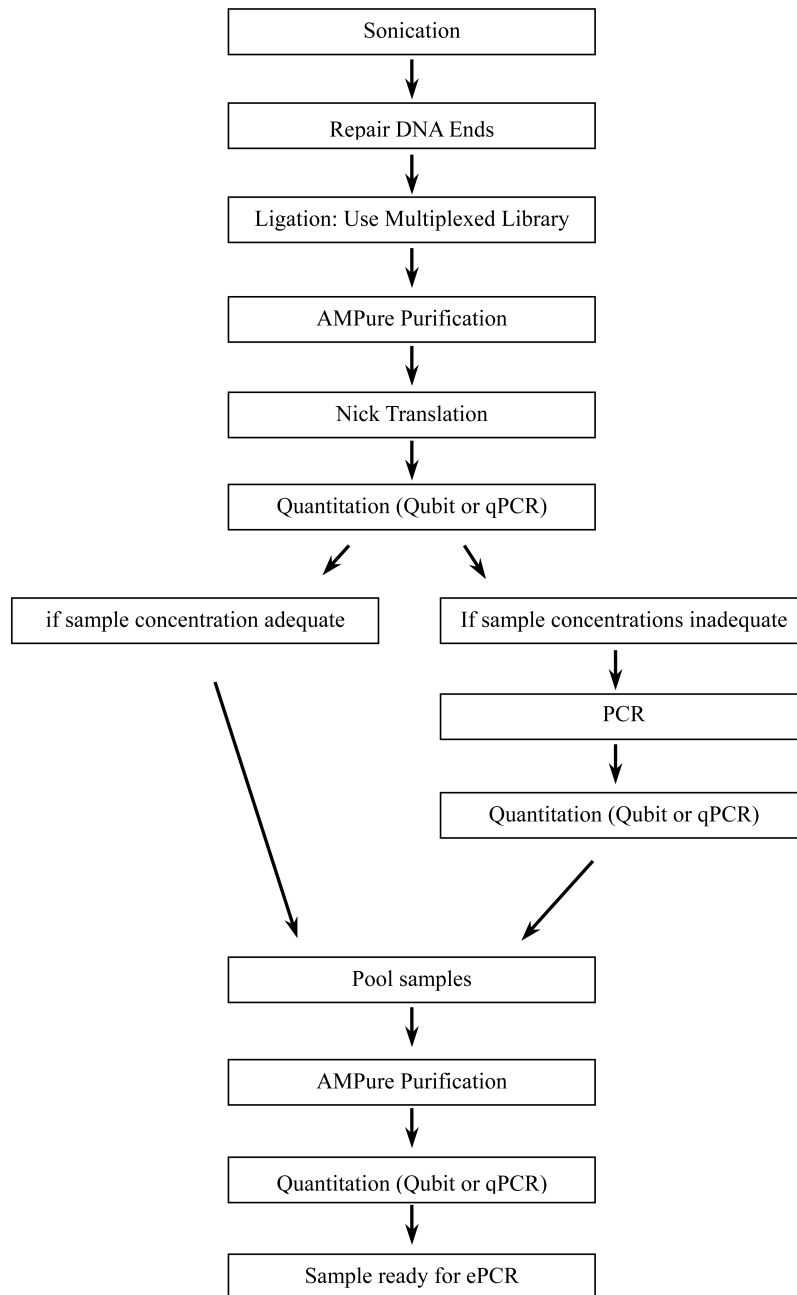 Sonication
Repair DNA Ends
Ligation: Use Multiplexed Library
AMPure Purification
Nick Translation
Quantitation (Qubit or qPCR)
if sample concentration adequate
If sample concentrations inadequate
PCR
Quantitation (Qubit or qPCR)
Pool samples
AMPure Purification
Quantitation (Qubit or qPCR)
Sample ready for ePCR